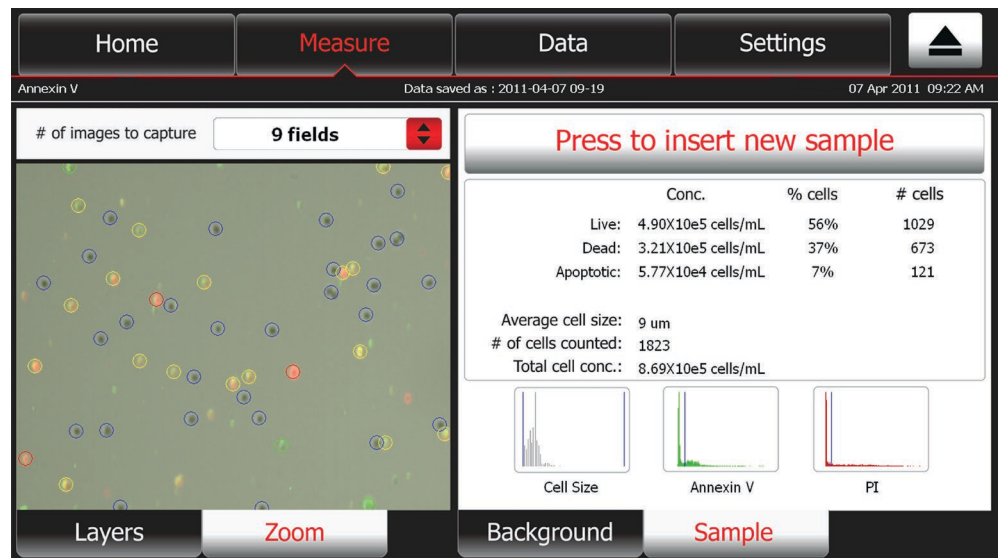 Home Measure Data Settings
Annexin V Data saved as : 2011-04-07 09-19 07 Apr 2011 09:22 AM
# of images to capture 9 fields
Press to insert new sample
Conc. % cells # cells
Live: 4.90X10e5 cells/mL 56% 1029
Dead: 3.21X10e5 cells/mL 37% 673
Apoptotic: 5.77X10e4 cells/mL 7% 121
Average cell size: 9 um
# of cells counted: 1823
Total cell conc.: 8.69X10e5 cells/mL
Cell Size Annexin V PI
Layers Zoom Background Sample